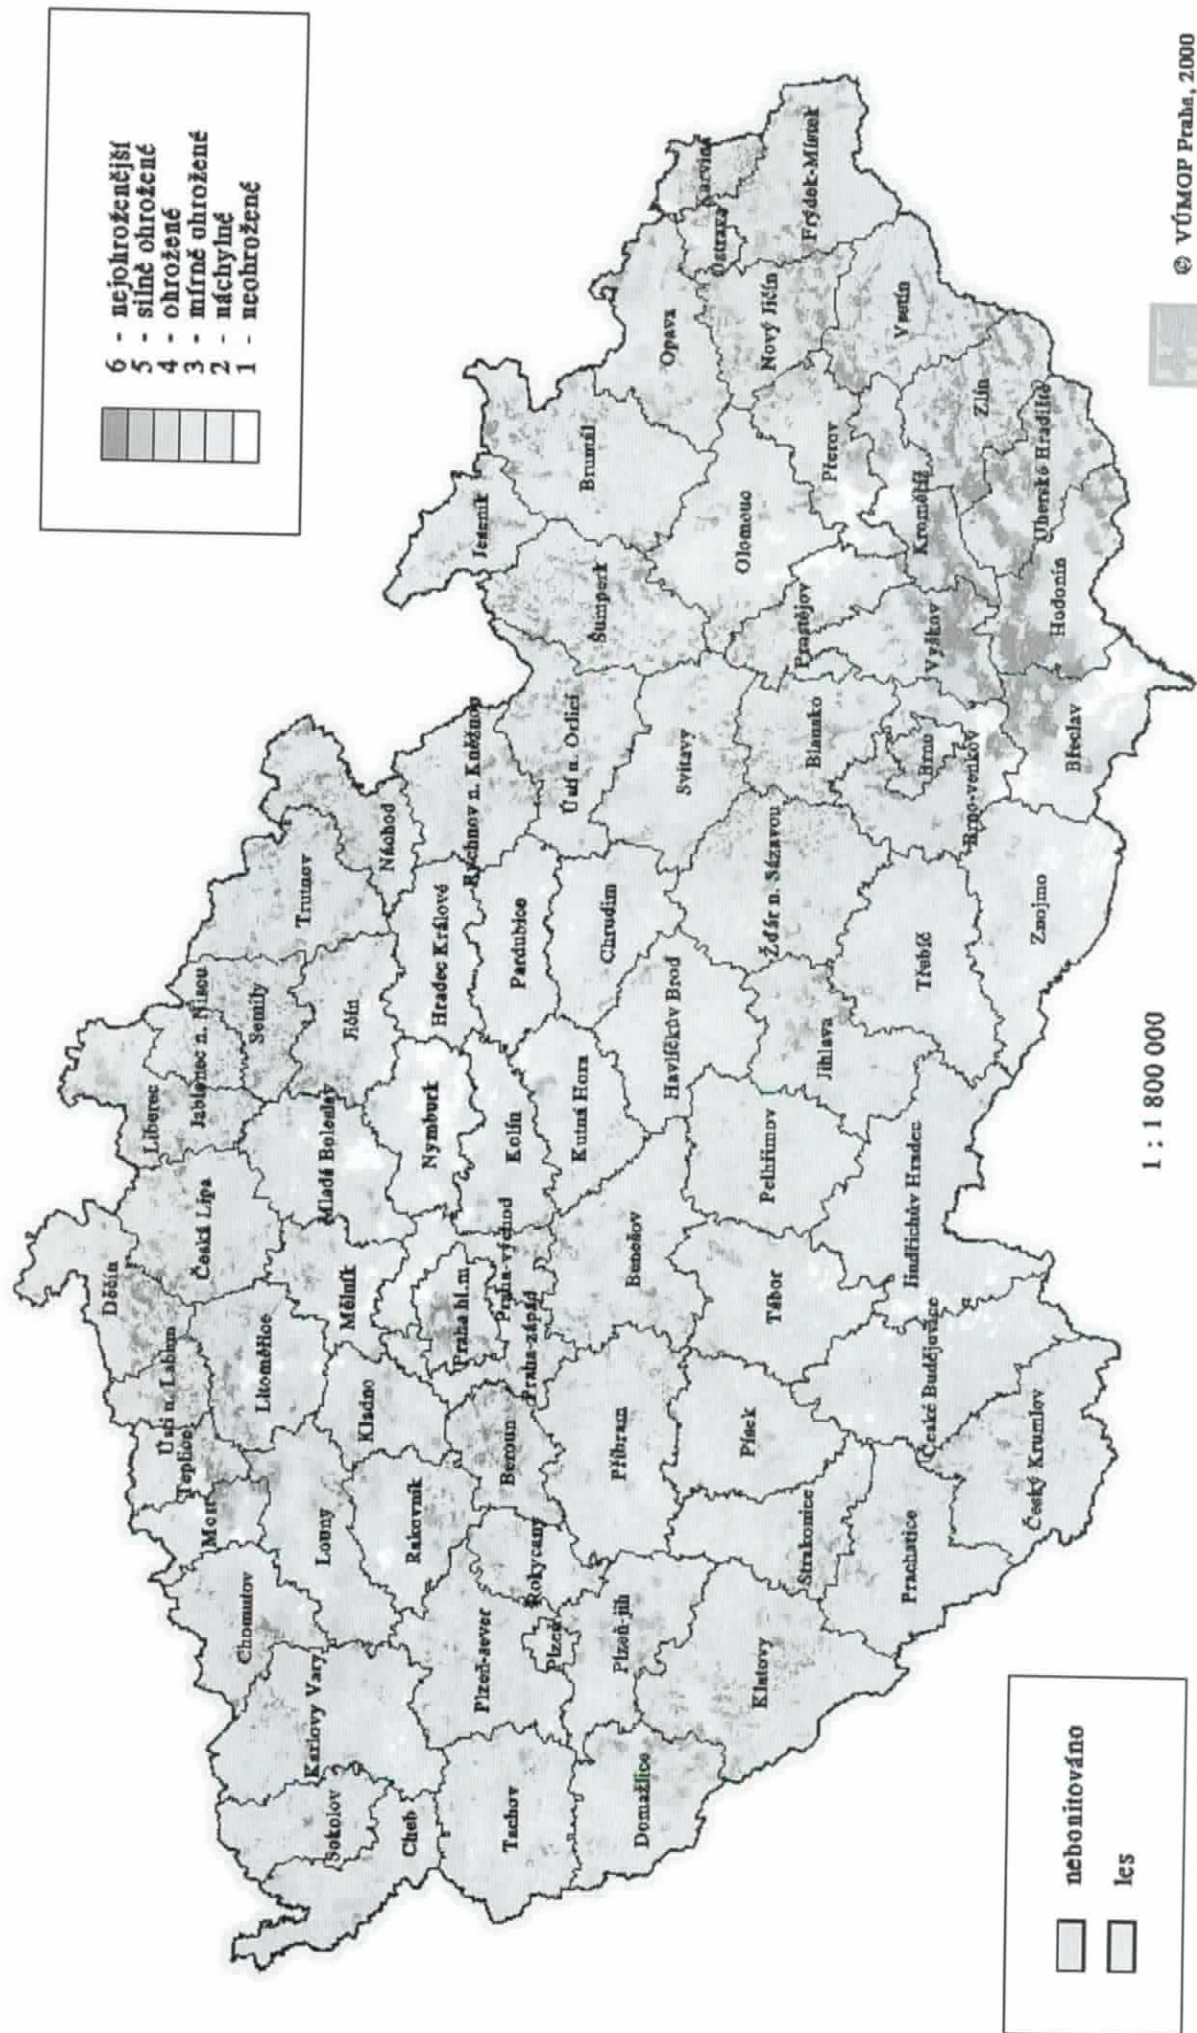 6 - nejohroženější
5 - silně ohrožené
4 - ohrožené
3 - mírně ohrožené
2 - náchylné
1 - neohrožené
Děčín
Liberec
Jablonec n. Nisou
Ústí n. Labem
Teplice
Most
Česká Lípa
Semily
Trutnov
Chomutov
Litoměřice
Mladá Boleslav
Jičín
Náchod
Karlovy Vary
Sokolov
Louny
Mělník
Kladno
Cheb
Rakovník
Nymburk
Hradec Králové
Rychnov n. Kněžnou
Jeseník
Praha hl.m.
Praha-východ
Praha-západ
Kolín
Pardubice
Ústí n. Orlicí
Šumperk
Bruntál
Tachov
Plzeň-sever
Rokycany
Beroun
Plzeň
Plzeň-jih
Kutná Hora
Chrudim
Opava
Ostrava
Karviná
Domažlice
Příbram
Benešov
Havlíčkův Brod
Svitavy
Olomouc
Nový Jičín
Frýdek-Místek
Klatovy
Písek
Tábor
Pelhřimov
Žďár n. Sázavou
Blansko
Prostějov
Přerov
Vsetín
Strakonice
Jihlava
Prachatice
České Budějovice
Jindřichův Hradec
Třebíč
Brno
Brno-venkov
Vyškov
Kroměříž
Zlín
Český Krumlov
Znojmo
Břeclav
Hodonín
Uherské Hradiště
nebonitováno
les
1 : 1 800 000
© VÚMOP Praha, 2000